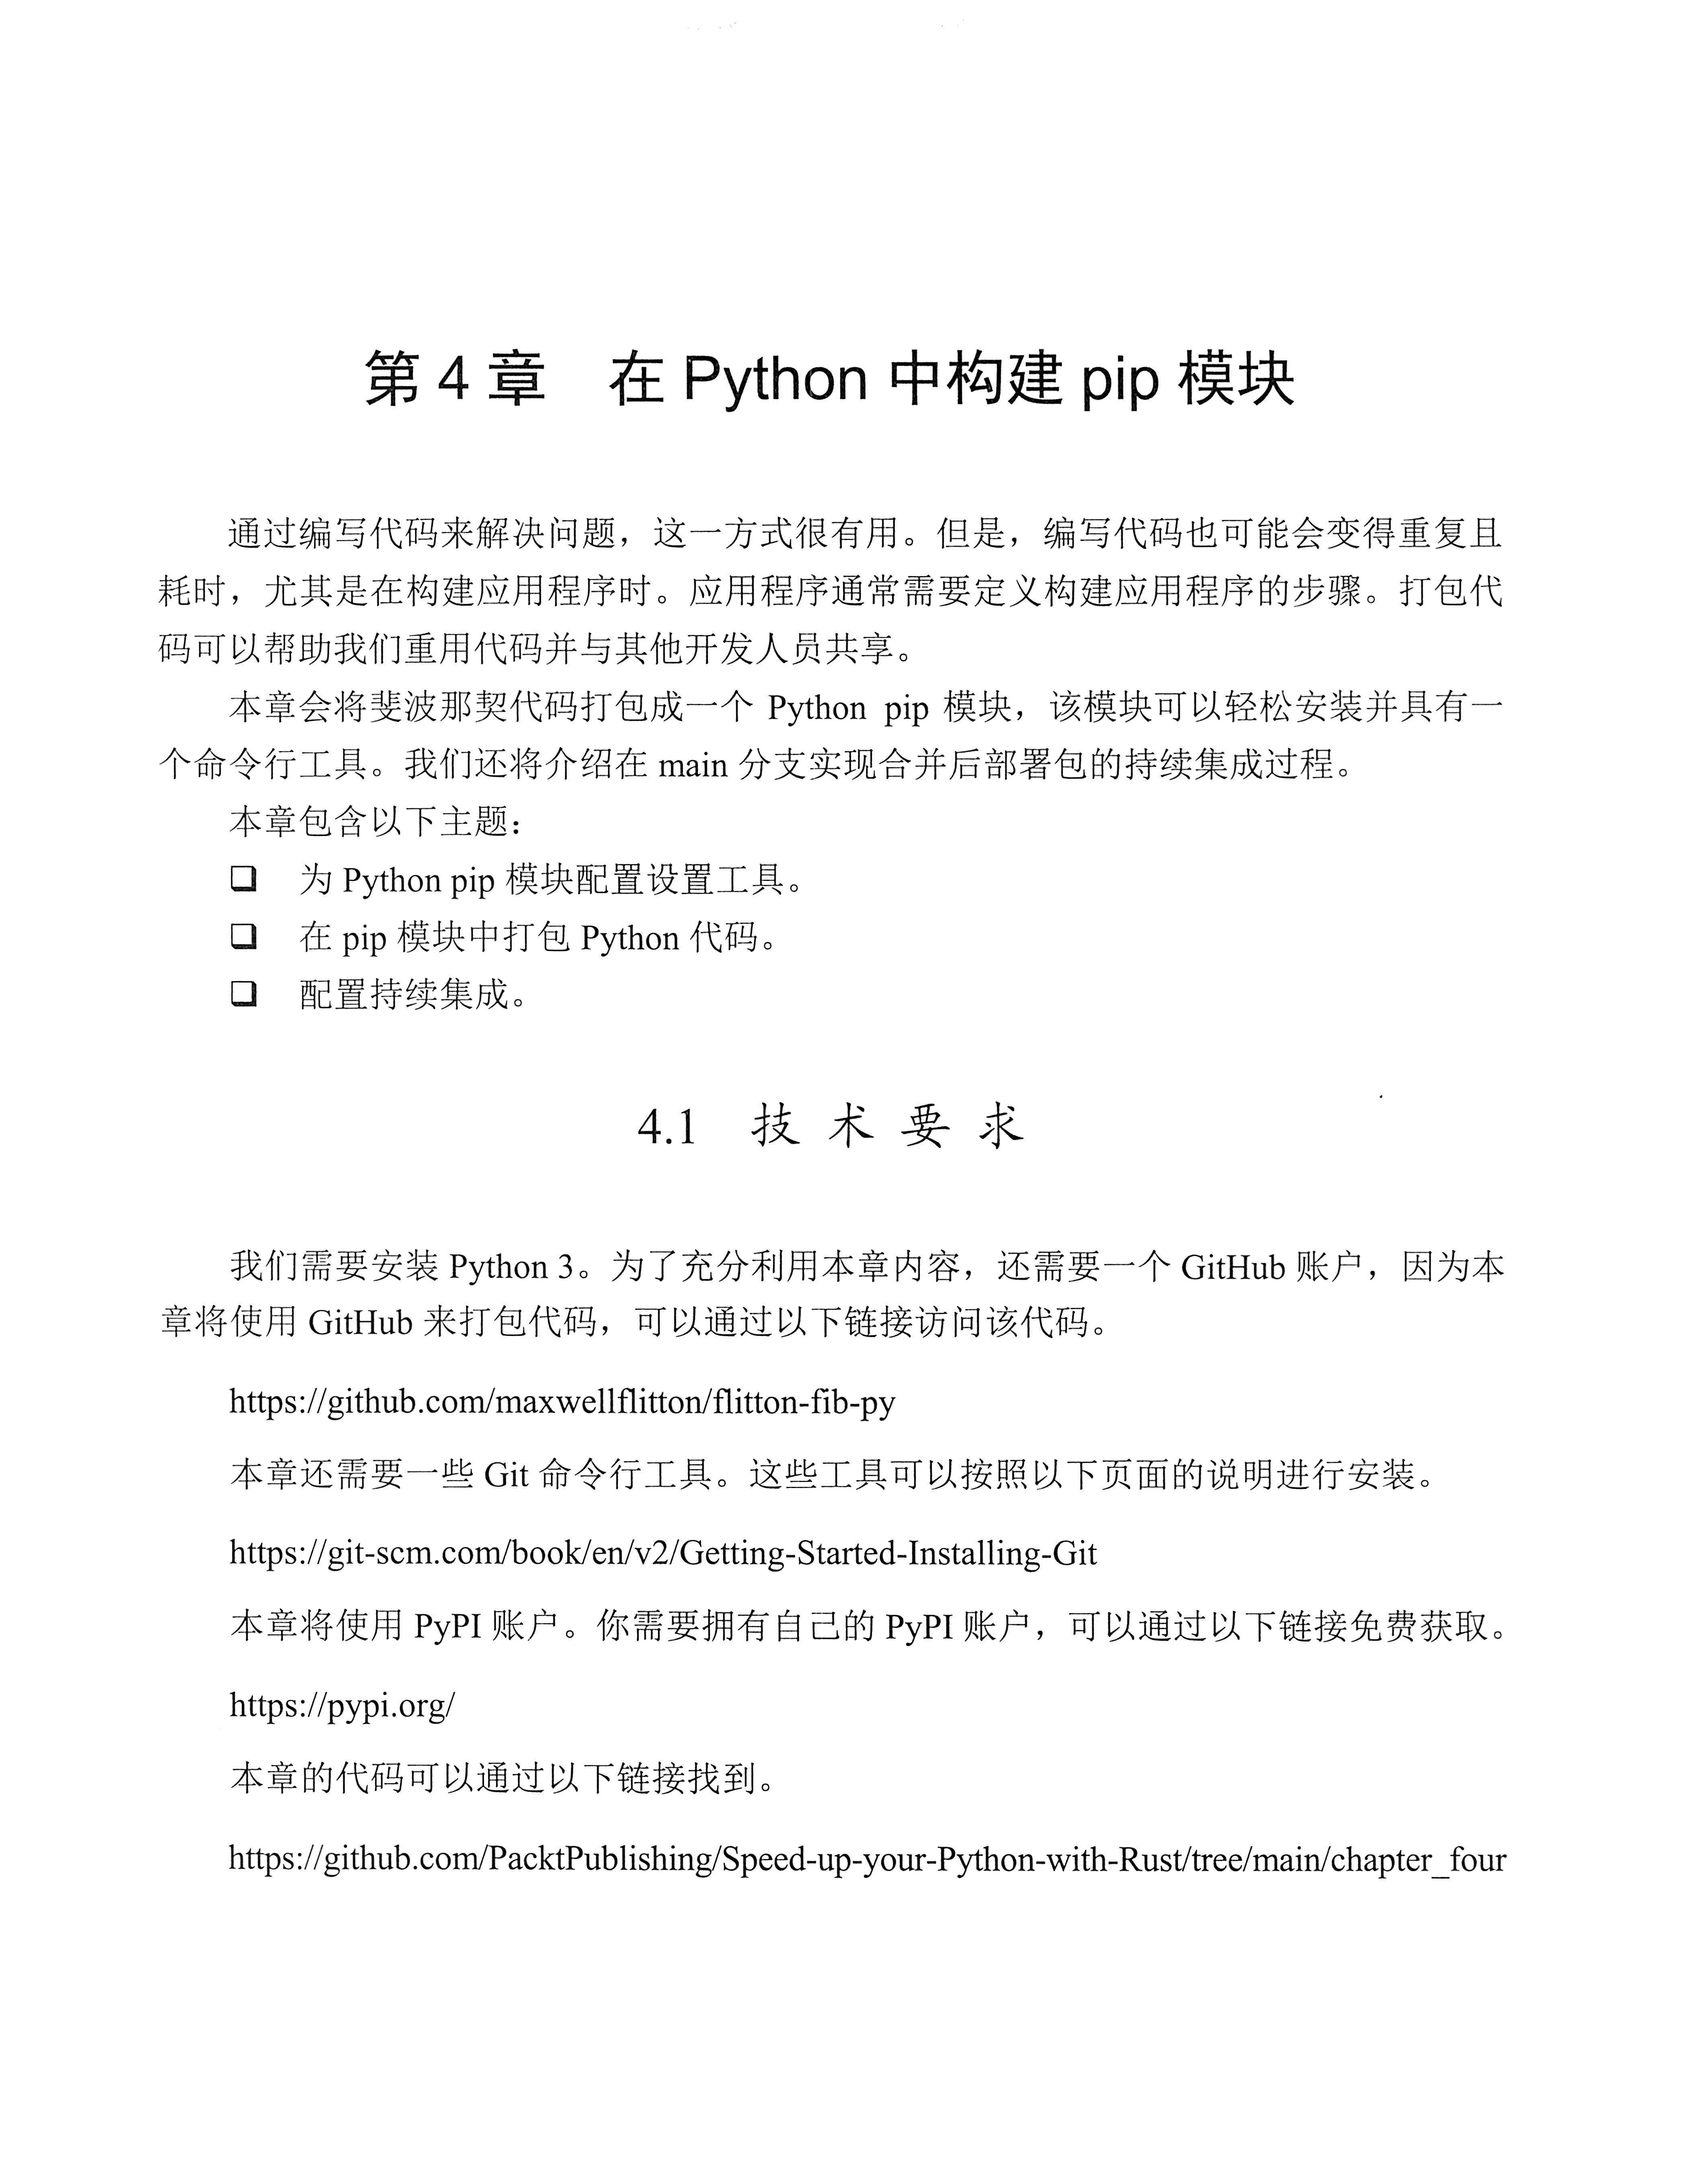 第 4 章　在 Python 中构建 pip 模块
通过编写代码来解决问题，这一方式很有用。但是，编写代码也可能会变得重复且
耗时，尤其是在构建应用程序时。应用程序通常需要定义构建应用程序的步骤。打包代
码可以帮助我们重用代码并与其他开发人员共享。
本章会将斐波那契代码打包成一个 Python pip 模块，该模块可以轻松安装并具有一
个命令行工具。我们还将介绍在 main 分支实现合并后部署包的持续集成过程。
本章包含以下主题：
❑ 为 Python pip 模块配置设置工具。
❑ 在 pip 模块中打包 Python 代码。
❑ 配置持续集成。
4.1 技 术 要 求
我们需要安装 Python 3。为了充分利用本章内容，还需要一个 GitHub 账户，因为本
章将使用 GitHub 来打包代码，可以通过以下链接访问该代码。
https://github.com/maxwellflitton/flitton-fib-py
本章还需要一些 Git 命令行工具。这些工具可以按照以下页面的说明进行安装。
https://git-scm.com/book/en/v2/Getting-Started-Installing-Git
本章将使用 PyPI 账户。你需要拥有自己的 PyPI 账户，可以通过以下链接免费获取。
https://pypi.org/
本章的代码可以通过以下链接找到。
https://github.com/PacktPublishing/Speed-up-your-Python-with-Rust/tree/main/chapter_four